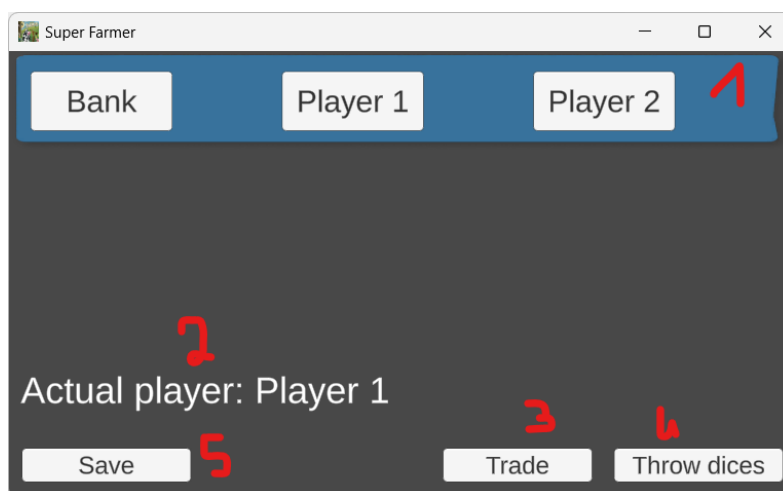 Super Farmer
Bank Player 1 Player 2 1
2
Actual player: Player 1
3 4
Save 5 Trade Throw dices